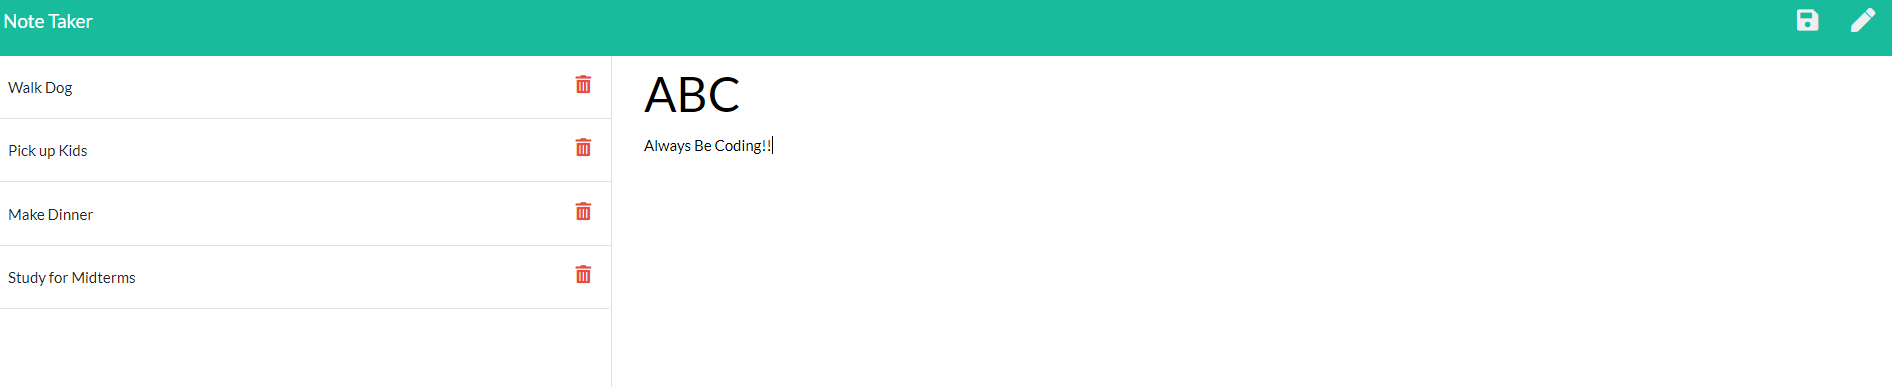 Note Taker
Walk Dog
Pick up Kids
Make Dinner
Study for Midterms
ABC
Always Be Coding!!